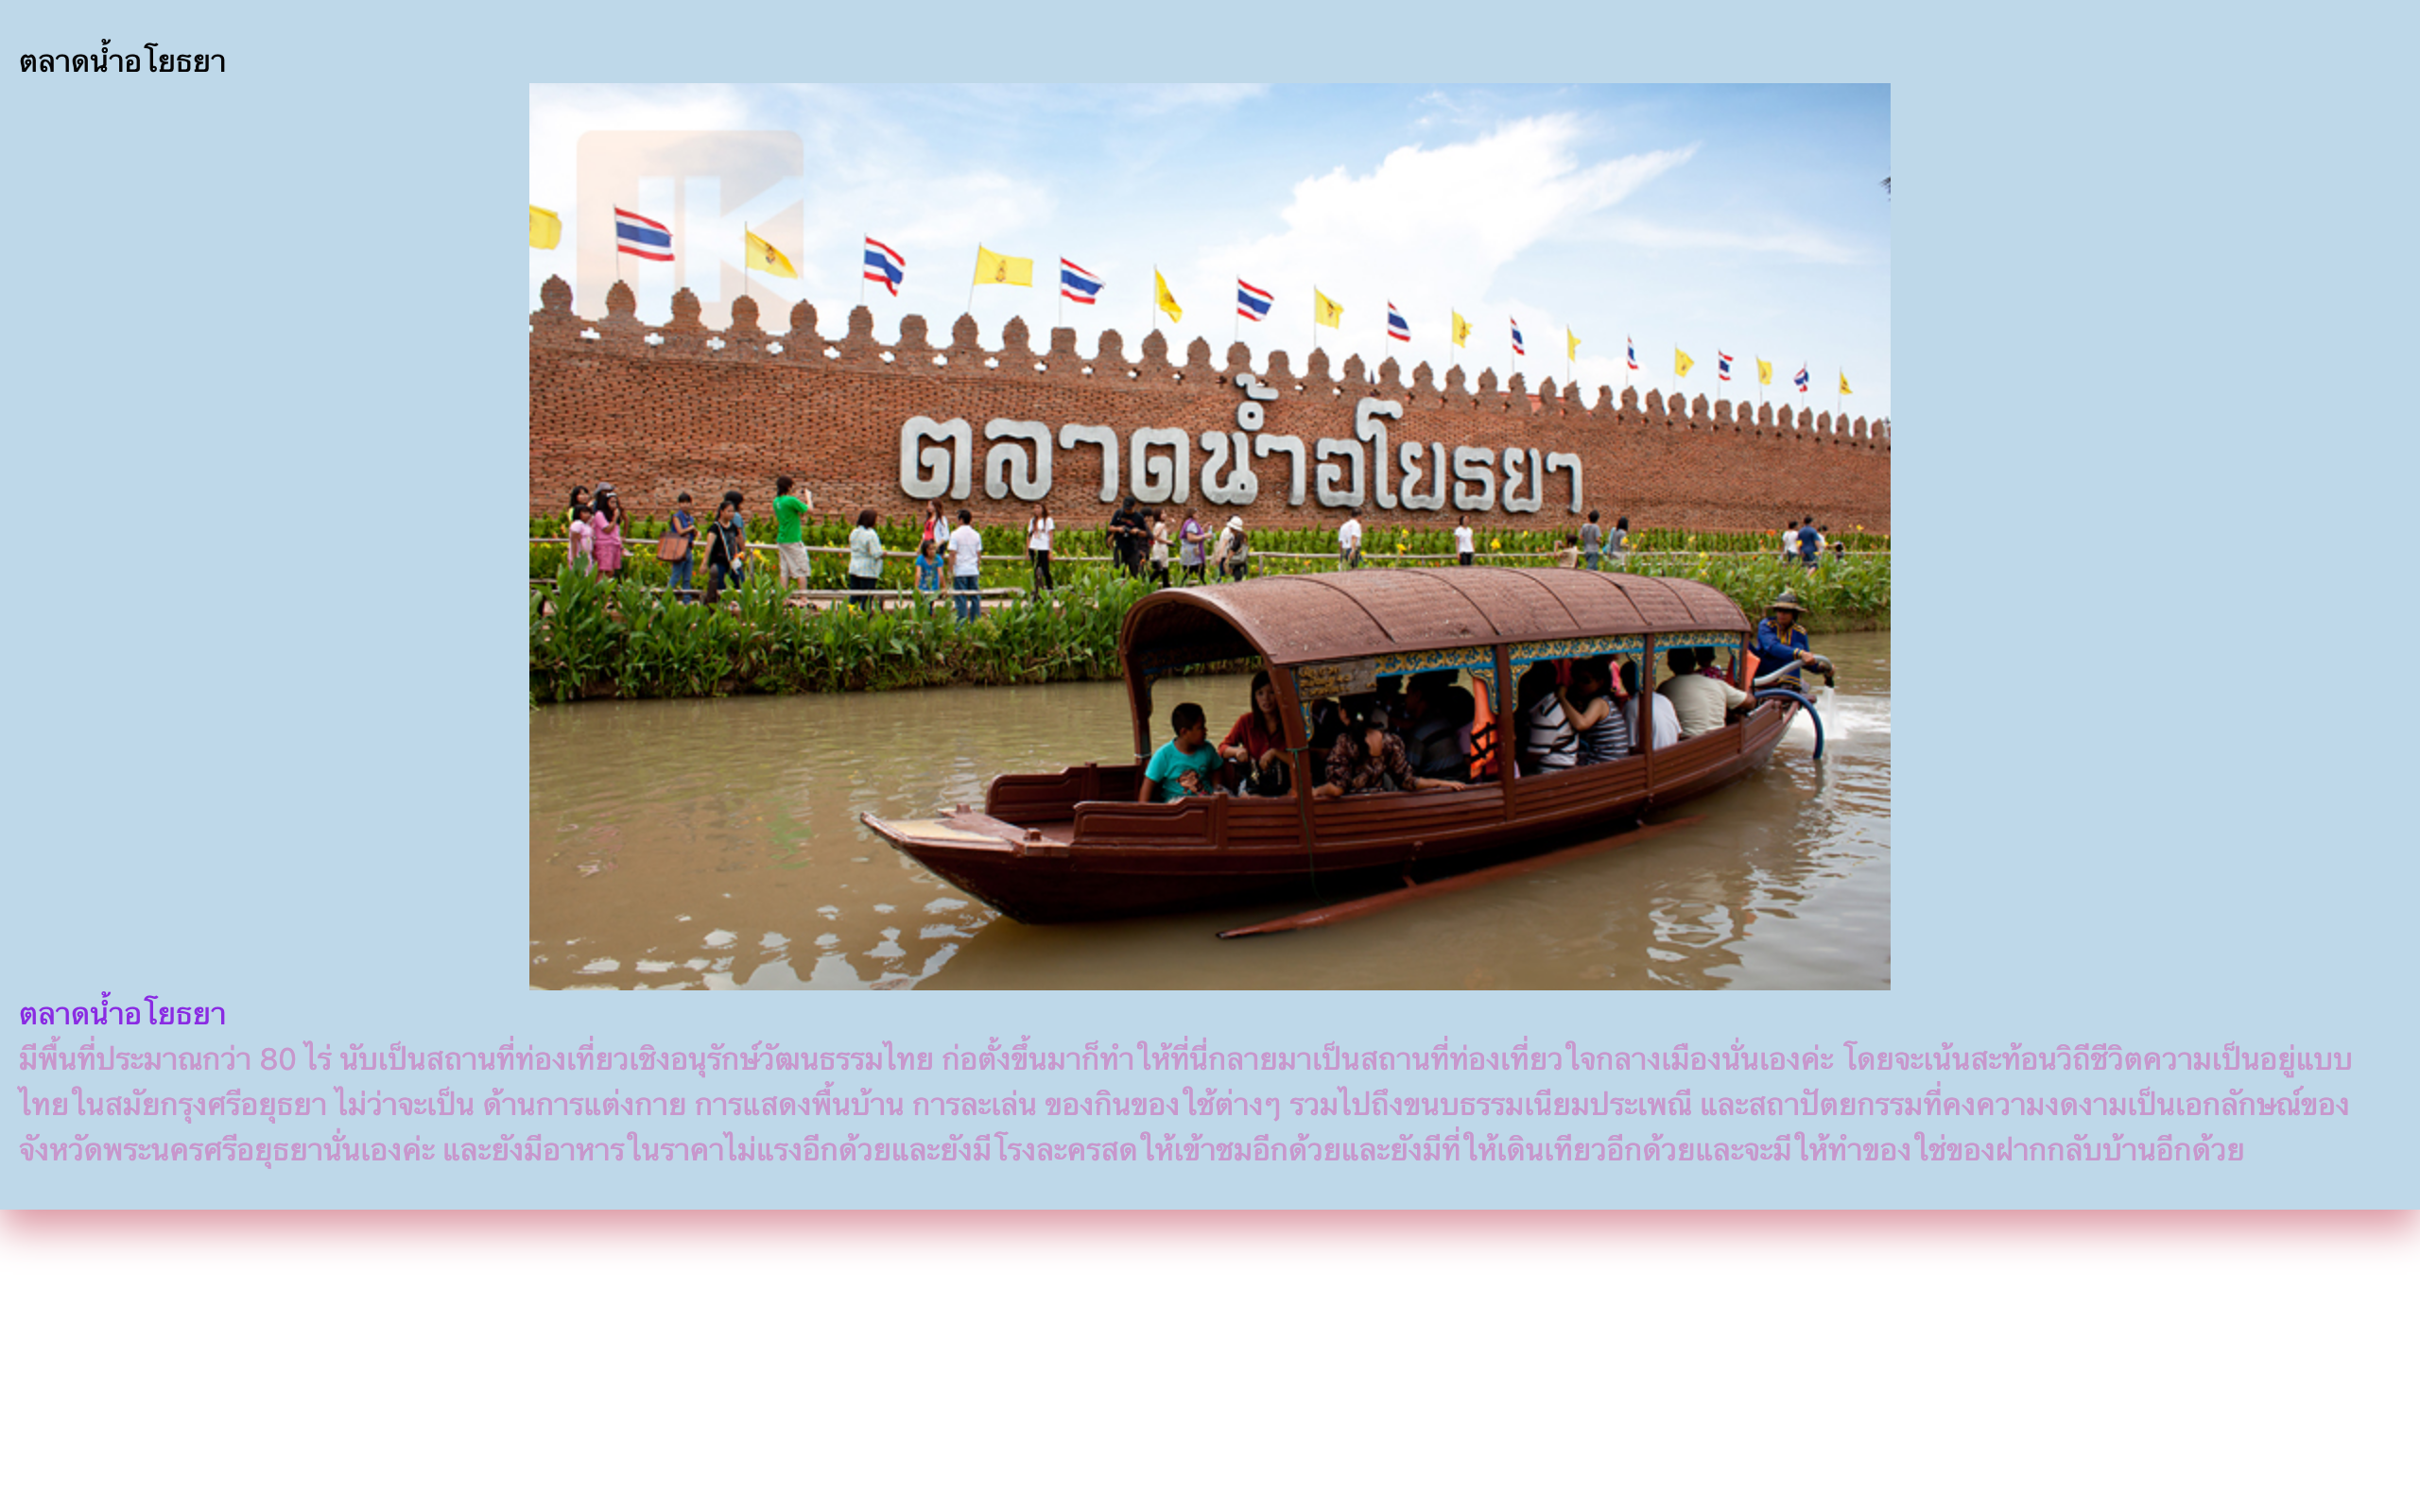 ตลาดน้ำอโยธยา
ตลาดน้ำอโยธยา
ตลาดน้ำอโยธยา
มีพื้นที่ประมาณกว่า 80 ไร่ นับเป็นสถานที่ท่องเที่ยวเชิงอนุรักษ์วัฒนธรรมไทย ก่อตั้งขึ้นมาก็ทำให้ที่นี่กลายมาเป็นสถานที่ท่องเที่ยวใจกลางเมืองนั่นเองค่ะ โดยจะเน้นสะท้อนวิถีชีวิตความเป็นอยู่แบบ
ไทยในสมัยกรุงศรีอยุธยา ไม่ว่าจะเป็น ด้านการแต่งกาย การแสดงพื้นบ้าน การละเล่น ของกินของใช้ต่างๆ รวมไปถึงขนบธรรมเนียมประเพณี และสถาปัตยกรรมที่คงความงดงามเป็นเอกลักษณ์ของ
จังหวัดพระนครศรีอยุธยานั่นเองค่ะ และยังมีอาหารในราคาไม่แรงอีกด้วยและยังมีโรงละครสดให้เข้าชมอีกด้วยและยังมีที่ให้เดินเทียวอีกด้วยและจะมีให้ทำของใช่ของฝากกลับบ้านอีกด้วย